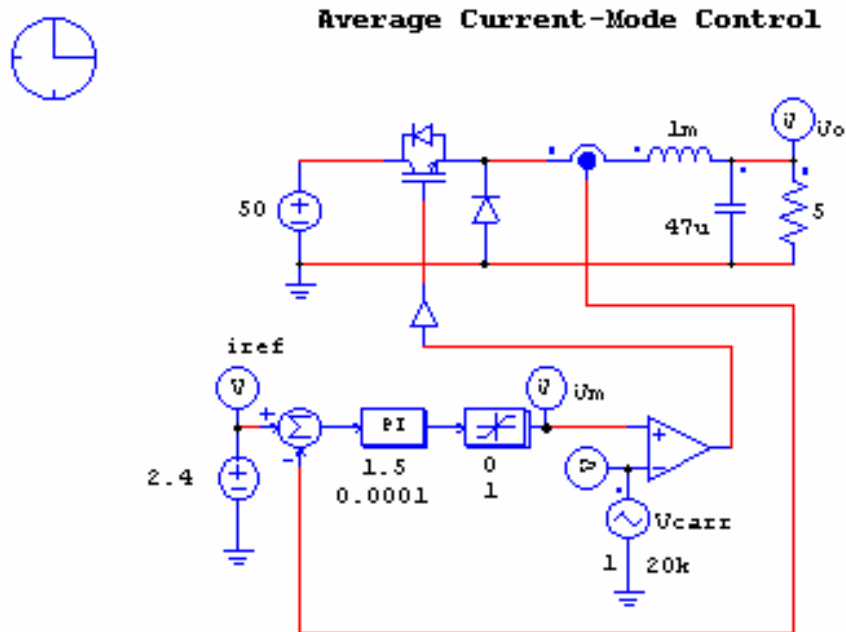 Average Current-Mode Control
1m
V
Vo
50
47u
5
iref
V
V
Vm
PI
2.4
1.5
0.0001
0
1
V
Vcarr
1
20k